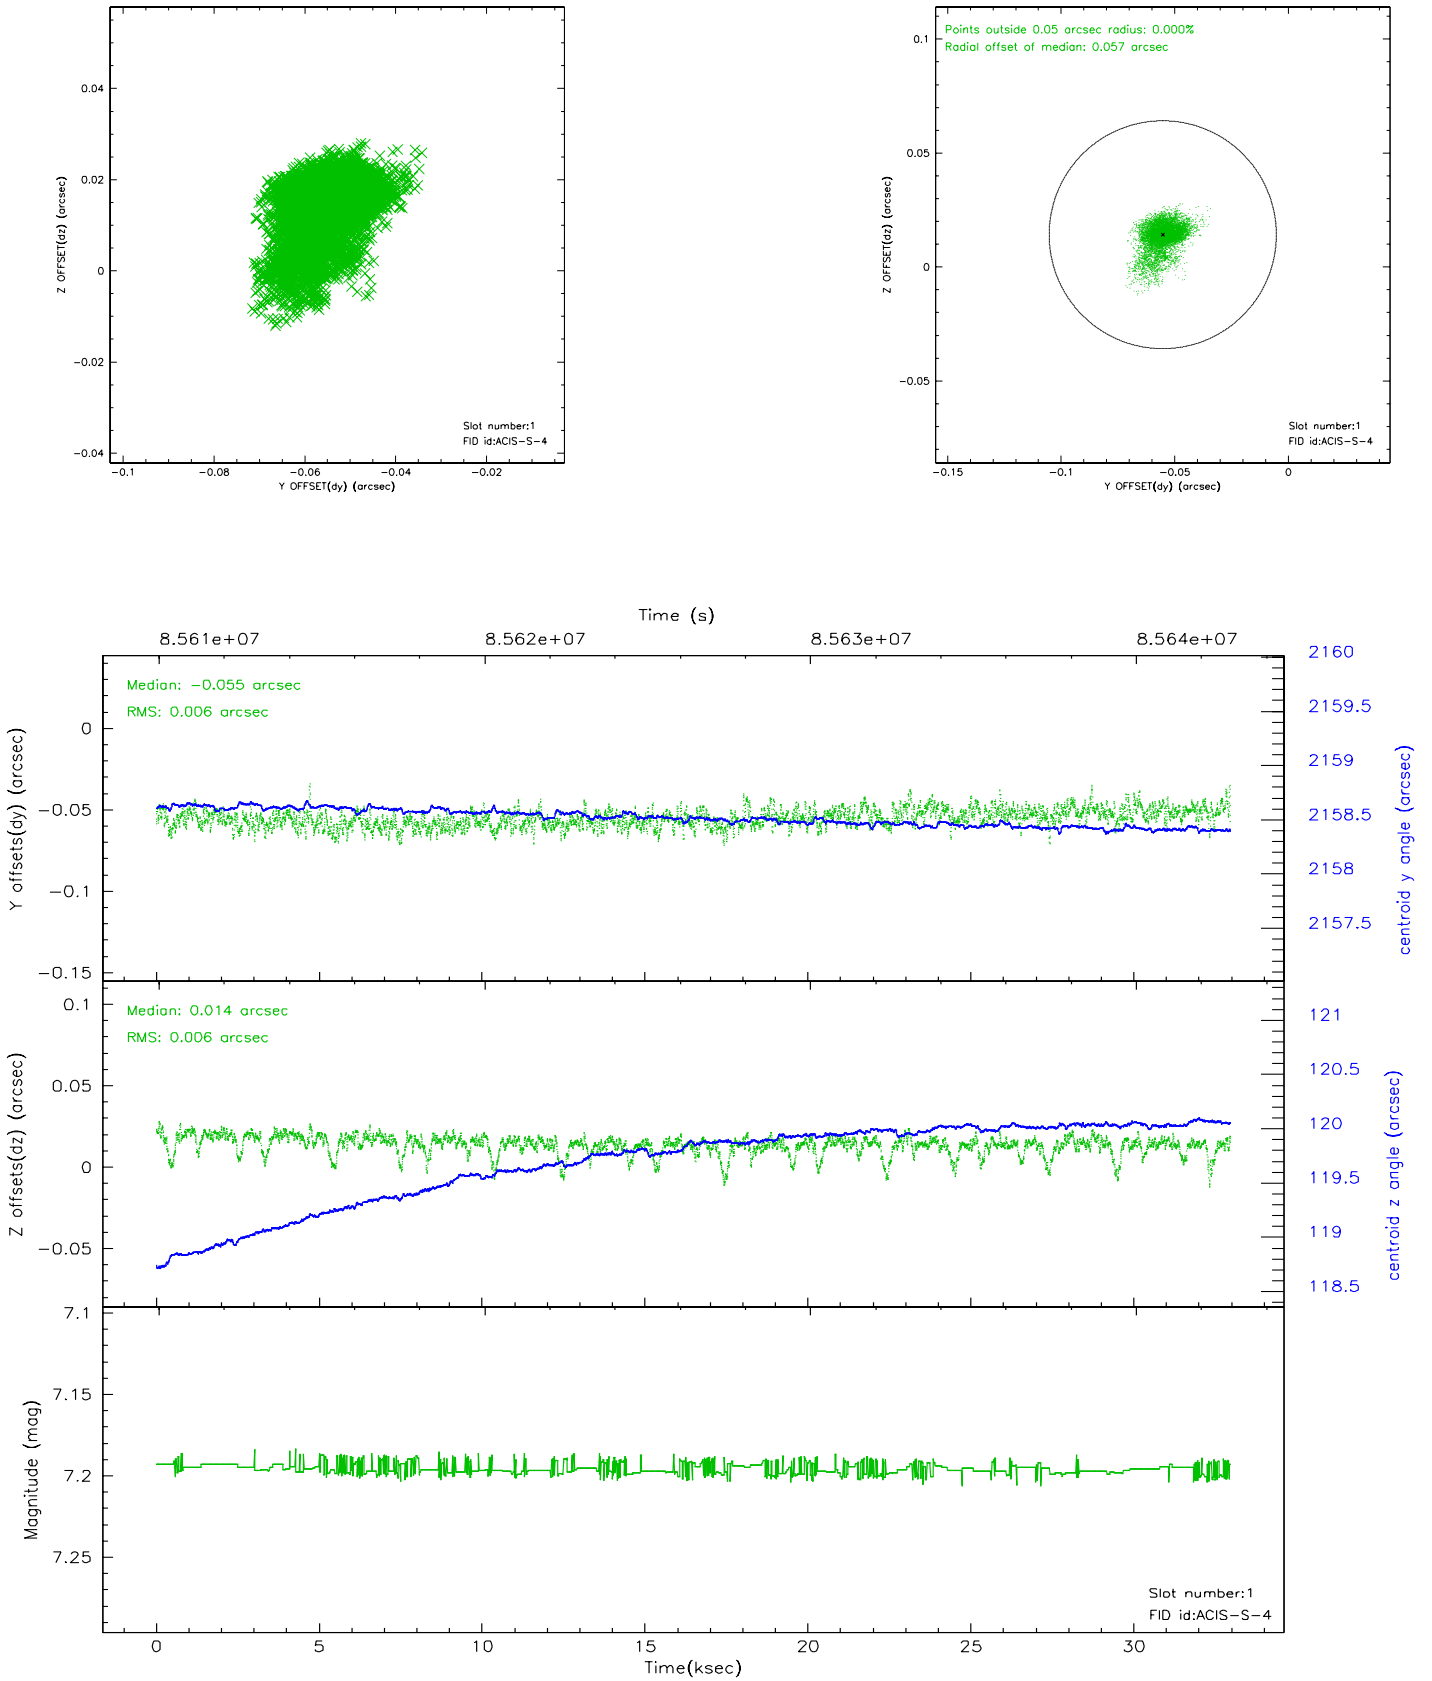 0.04
0.02
0
-0.02
-0.04
-0.1
-0.08
-0.06
-0.04
-0.02
Z OFFSET(dz) (arcsec)
Y OFFSET(dy) (arcsec)
Slot number:1
FID id:ACIS-S-4
Points outside 0.05 arcsec radius: 0.000%
Radial offset of median: 0.057 arcsec
0.1
0.05
0
-0.05
-0.15
-0.1
-0.05
0
Z OFFSET(dz) (arcsec)
Y OFFSET(dy) (arcsec)
Slot number:1
FID id:ACIS-S-4
Time (s)
8.561e+07
8.562e+07
8.563e+07
8.564e+07
Median: -0.055 arcsec
RMS: 0.006 arcsec
0
-0.05
-0.1
-0.15
Y offsets(dy) (arcsec)
2160
2159.5
2159
2158.5
2158
2157.5
centroid y angle (arcsec)
Median: 0.014 arcsec
RMS: 0.006 arcsec
0.1
0.05
0
-0.05
Z offsets(dz) (arcsec)
121
120.5
120
119.5
119
118.5
centroid z angle (arcsec)
7.1
7.15
7.2
7.25
Magnitude (mag)
Slot number:1
FID id:ACIS-S-4
0
5
10
15
20
25
30
Time(ksec)